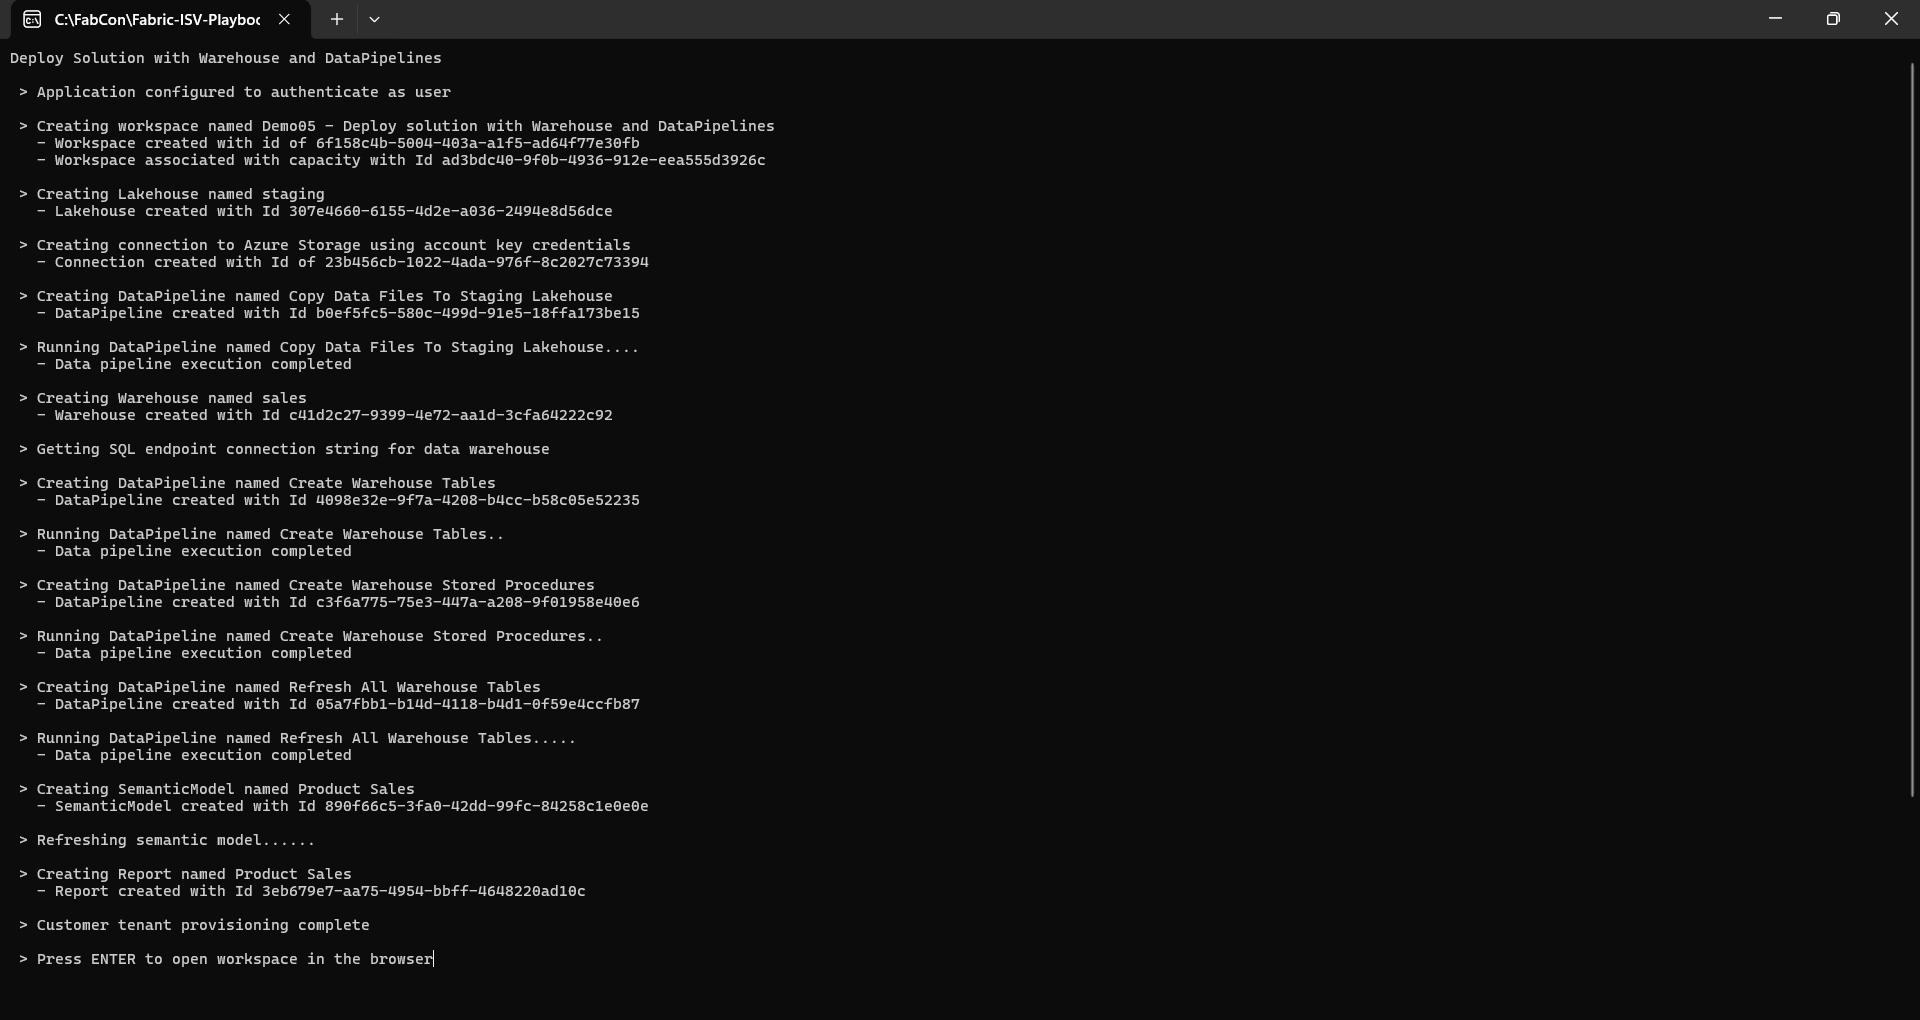 C:\FabCon\Fabric-ISV-Playboo
Deploy Solution with Warehouse and DataPipelines
> Application configured to authenticate as user
> Creating workspace named Demo05 - Deploy solution with Warehouse and DataPipelines
- Workspace created with id of 6f158c4b-5004-403a-a1f5-ad64f77e30fb
- Workspace associated with capacity with Id ad3bdc40-9f0b-4936-912e-eea555d3926c
> Creating Lakehouse named staging
- Lakehouse created with Id 307e4660-6155-4d2e-a036-2494e8d56dce
> Creating connection to Azure Storage using account key credentials
- Connection created with Id of 23b456cb-1022-4ada-976f-8c2027c73394
> Creating DataPipeline named Copy Data Files To Staging Lakehouse
- DataPipeline created with Id b0ef5fc5-580c-499d-91e5-18ffa173be15
> Running DataPipeline named Copy Data Files To Staging Lakehouse....
- Data pipeline execution completed
> Creating Warehouse named sales
- Warehouse created with Id c41d2c27-9399-4e72-aa1d-3cfa64222c92
> Getting SQL endpoint connection string for data warehouse
> Creating DataPipeline named Create Warehouse Tables
- DataPipeline created with Id 4098e32e-9f7a-4208-b4cc-b58c05e52235
> Running DataPipeline named Create Warehouse Tables..
- Data pipeline execution completed
> Creating DataPipeline named Create Warehouse Stored Procedures
- DataPipeline created with Id c3f6a775-75e3-447a-a208-9f01958e40e6
> Running DataPipeline named Create Warehouse Stored Procedures..
- Data pipeline execution completed
> Creating DataPipeline named Refresh All Warehouse Tables
- DataPipeline created with Id 05a7fbb1-b14d-4118-b4d1-0f59e4ccfb87
> Running DataPipeline named Refresh All Warehouse Tables.....
- Data pipeline execution completed
> Creating SemanticModel named Product Sales
- SemanticModel created with Id 890f66c5-3fa0-42dd-99fc-84258c1e0e0e
> Refreshing semantic model......
> Creating Report named Product Sales
- Report created with Id 3eb679e7-aa75-4954-bbff-4648220ad10c
> Customer tenant provisioning complete
> Press ENTER to open workspace in the browser